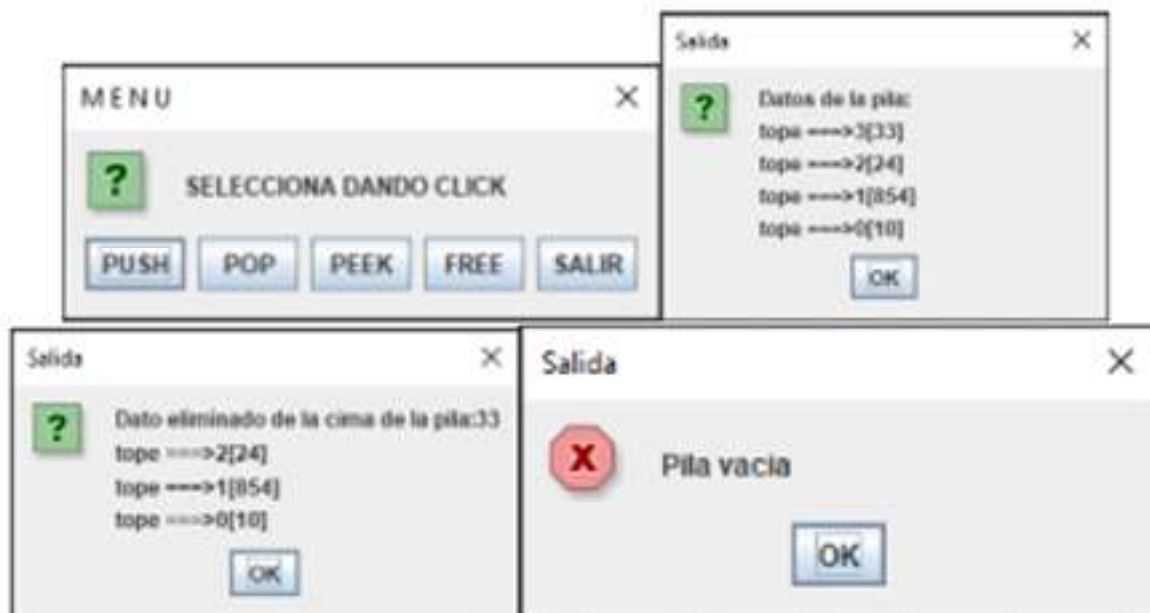 MENU
?
SELECCIONA DANDO CLICK
PUSH POP PEEK FREE SALIR
Salida
?
Datos de la pila:
tope ===>3[33]
tope ===>2[24]
tope ===>1[854]
tope ===>0[10]
OK
Salida
?
Dato eliminado de la cima de la pila:33
tope ===>2[24]
tope ===>1[854]
tope ===>0[10]
OK
Salida
X
Pila vacia
OK